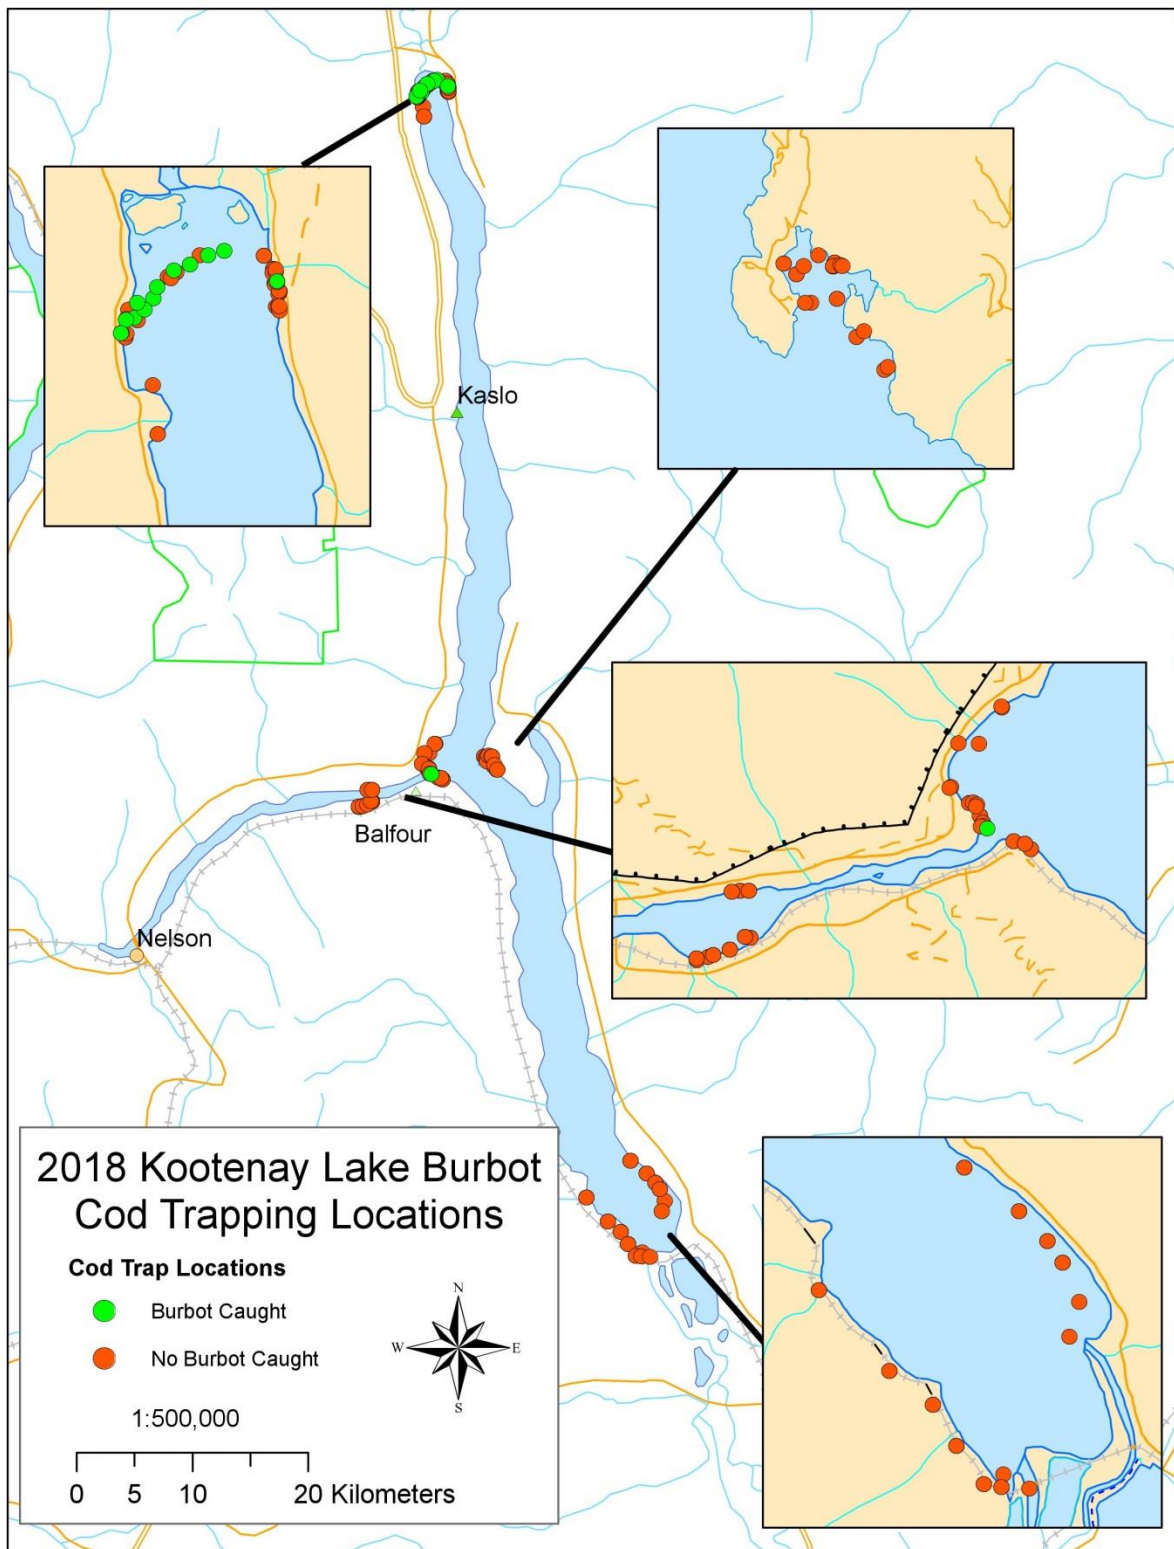 Kaslo
Balfour
Nelson
2018 Kootenay Lake Burbot
Cod Trapping Locations
Cod Trap Locations
Burbot Caught
No Burbot Caught
N
W E
S
1:500,000
0 5 10 20 Kilometers